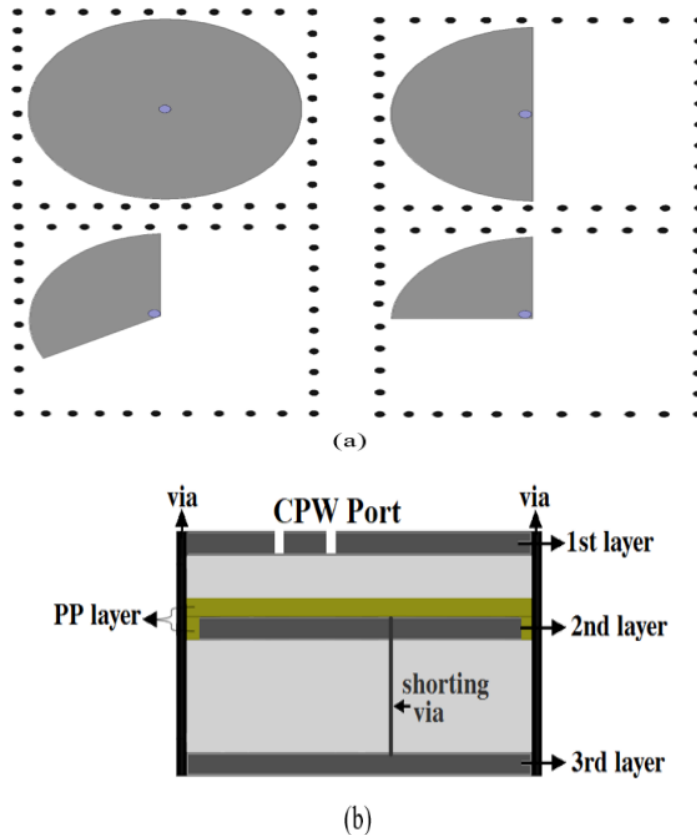 (a)
via
via
CPW Port
1st layer
PP layer
2nd layer
shorting
via
3rd layer
(b)